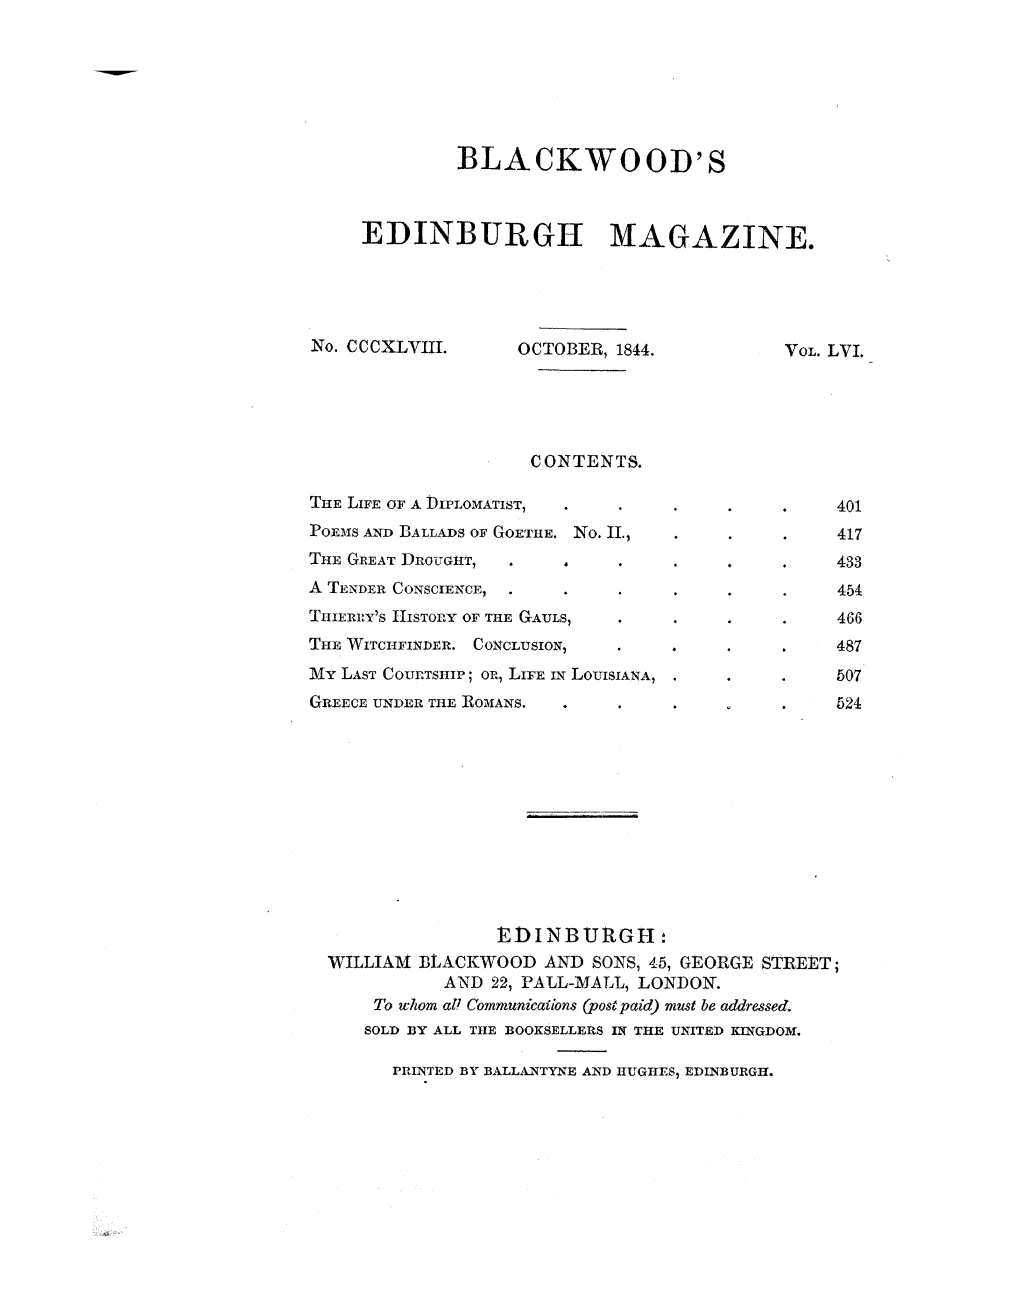 BLACKWOOD'S
EDINBURGH MAGAZINE.
No. CCCXLVIII. OCTOBER, 1844. Vol. LVI.
CONTENTS.
The Life of a Diplomatist, . . . . . 401
Poems and Ballads of Goethe. No. II., . . . 417
The Great Drought, . . . . . . 433
A Tender Conscience, . . . . . . 454
Thierry's History of the Gauls, . . . . 466
The Witchfinder. Conclusion, . . . . 487
My Last Courtship; or, Life in Louisiana, . . . 507
Greece under the Romans. . . . . . 524
EDINBURGH:
WILLIAM BLACKWOOD AND SONS, 45, GEORGE STREET;
AND 22, PALL-MALL, LONDON.
To whom all Communications (post paid) must be addressed.
SOLD BY ALL THE BOOKSELLERS IN THE UNITED KINGDOM.
PRINTED BY BALLANTYNE AND HUGHES, EDINBURGH.